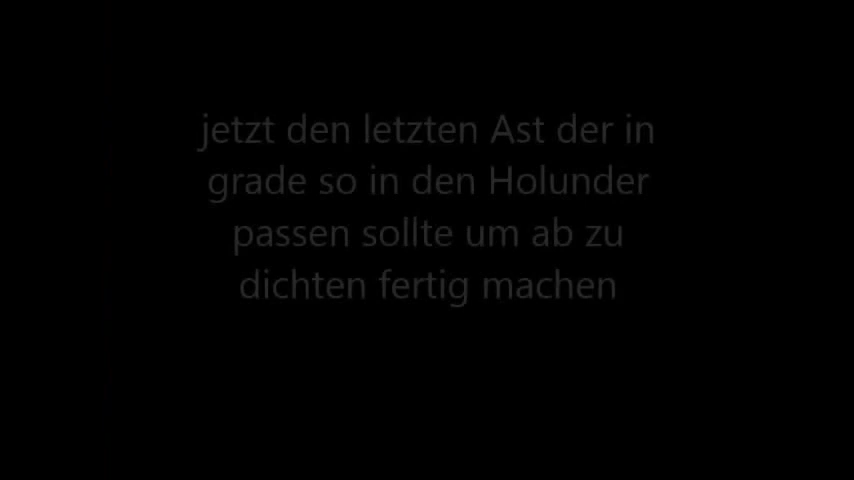 jetzt den letzten Ast der in
grade so in den Holunder
passen sollte um ab zu
dichten fertig machen